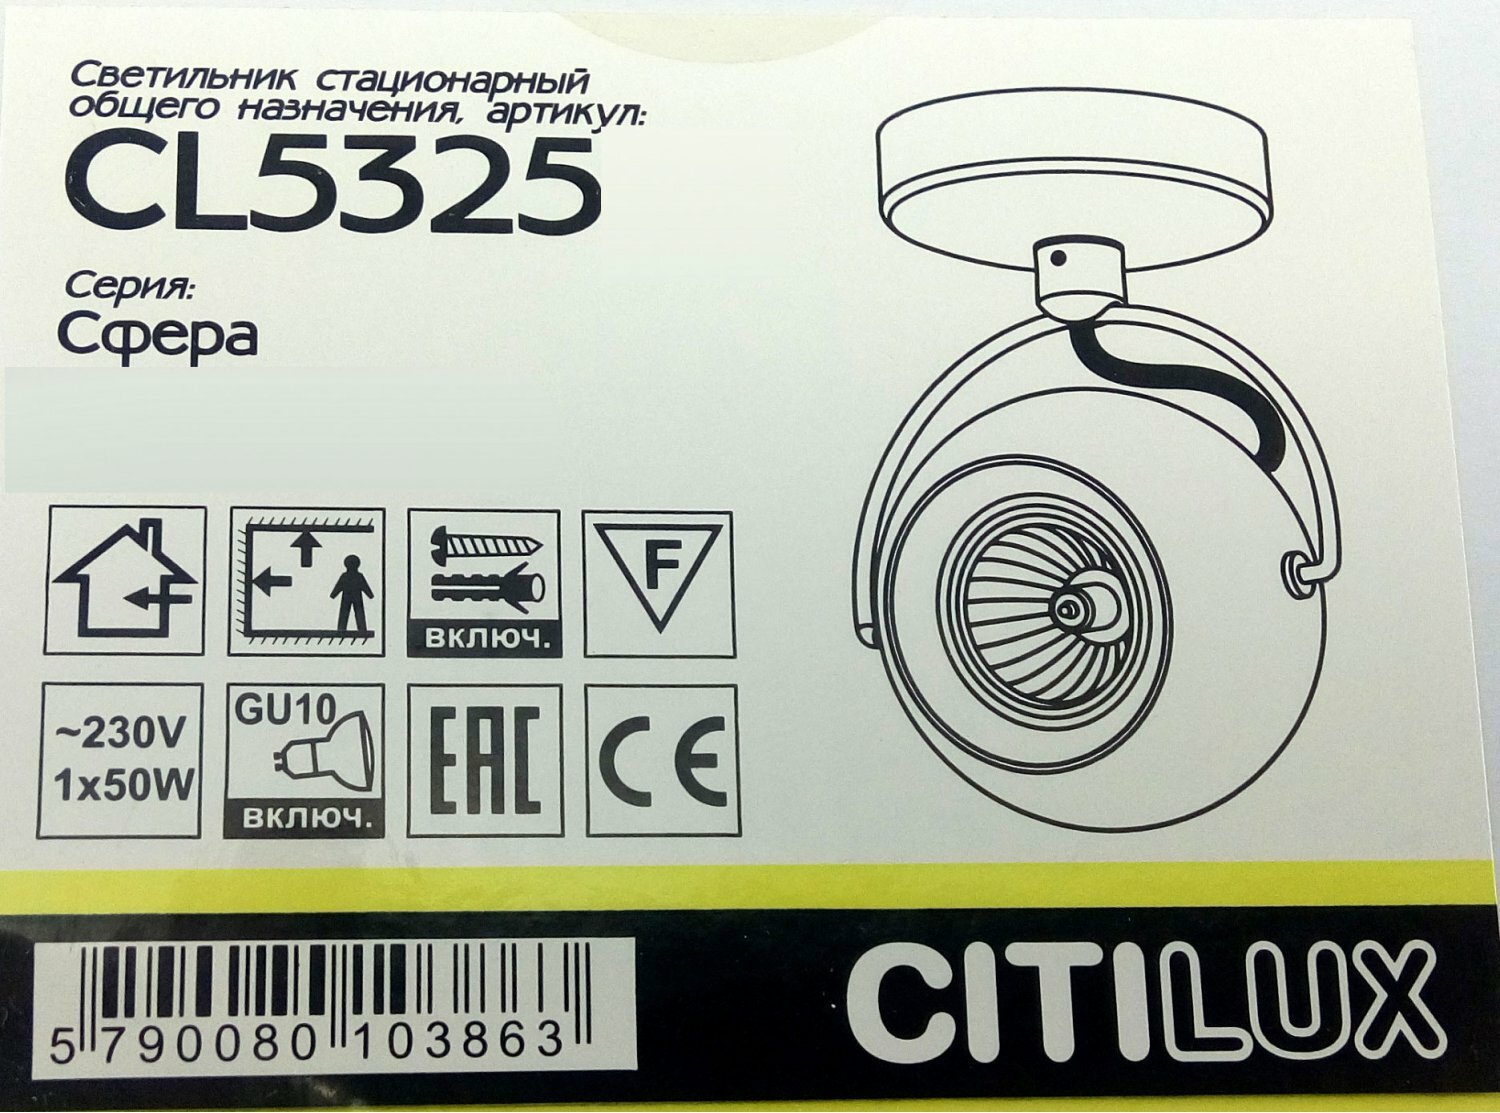 Светильник стационарный
общего назначения, артикул:
CL5325
Серия:
Сфера
ВКЛЮЧ.
F
~230V
1x50W
GU10
ВКЛЮЧ.
EAC
CE
5 790080 103863
CITILUX